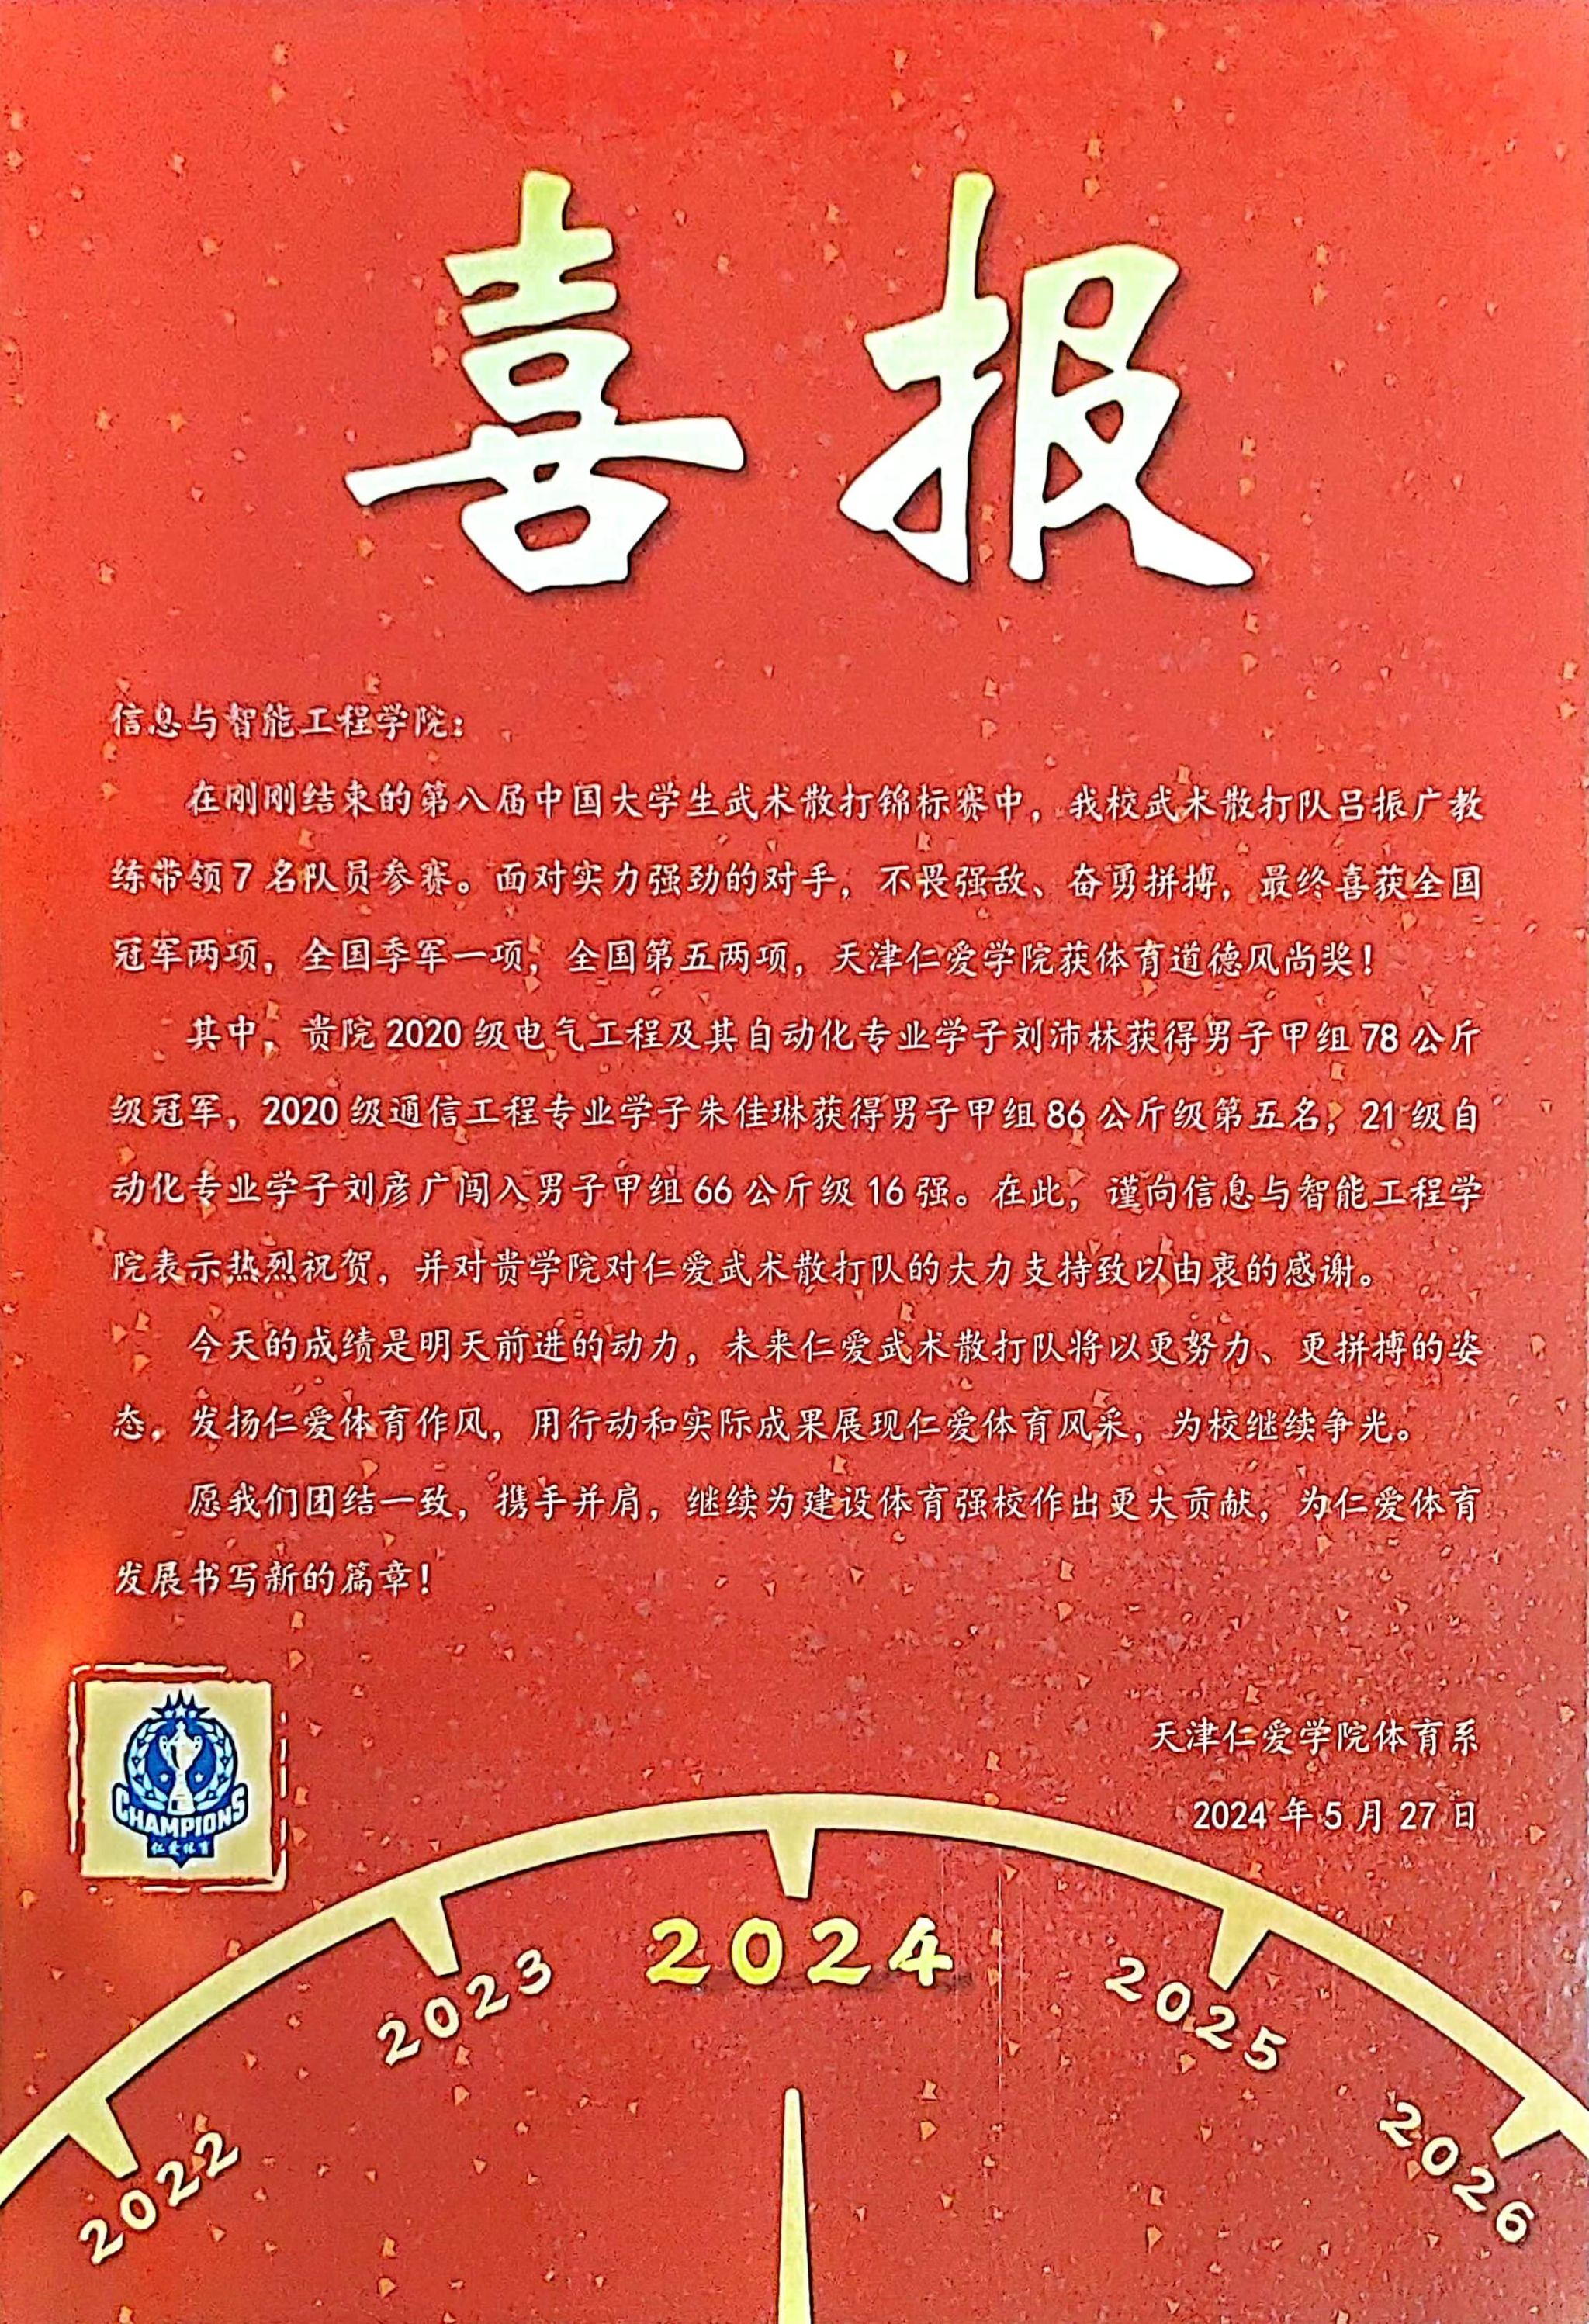 喜报
信息与智能工程学院：
在刚刚结束的第八届中国大学生武术散打锦标赛中，我校武术散打队吕振广教
练带领7名队员参赛。面对实力强劲的对手，不畏强敌、奋勇拼搏，最终喜获全国
冠军两项，全国季军一项，全国第五两项，天津仁爱学院获体育道德风尚奖！
其中，贵院2020级电气工程及其自动化专业学子刘沛林获得男子甲组78公斤
级冠军，2020级通信工程专业学子朱佳琳获得男子甲组86公斤级第五名；21级自
动化专业学子刘彦广闯入男子甲组66公斤级16强。在此，谨向信息与智能工程学
院表示热烈祝贺，并对贵学院对仁爱武术散打队的大力支持致以由衷的感谢。
今天的成绩是明天前进的动力，未来仁爱武术散打队将以更努力、更拼搏的姿
态，发扬仁爱体育作风，用行动和实际成果展现仁爱体育风采，为校继续争光。
愿我们团结一致，携手并肩，继续为建设体育强校作出更大贡献，为仁爱体育
发展书写新的篇章！
天津仁爱学院体育系
2024年5月27日
CHAMPIONS
仁爱体育
2022
2023
2024
2025
2026